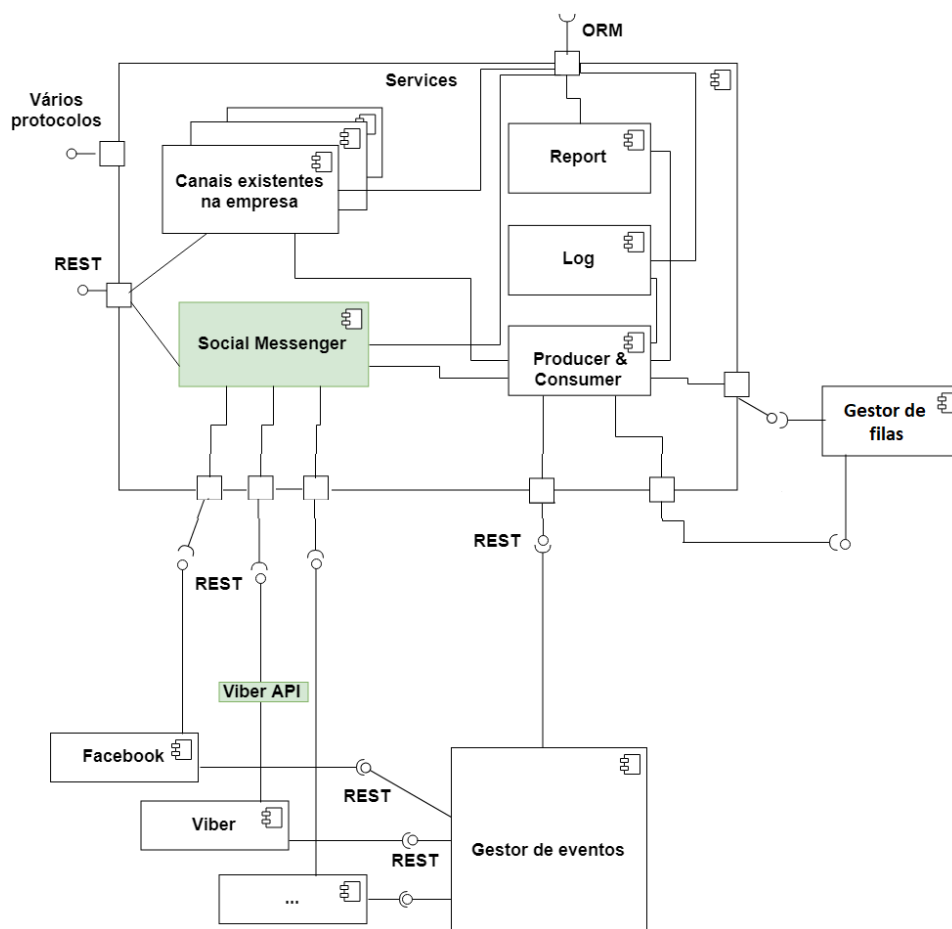 ORM
Services
Vários
protocolos
Report
Canais existentes
na empresa
Log
REST
Social Messenger
Producer &
Consumer
Gestor de
filas
REST
REST
Viber API
Facebook
REST
Viber
REST
Gestor de eventos
...